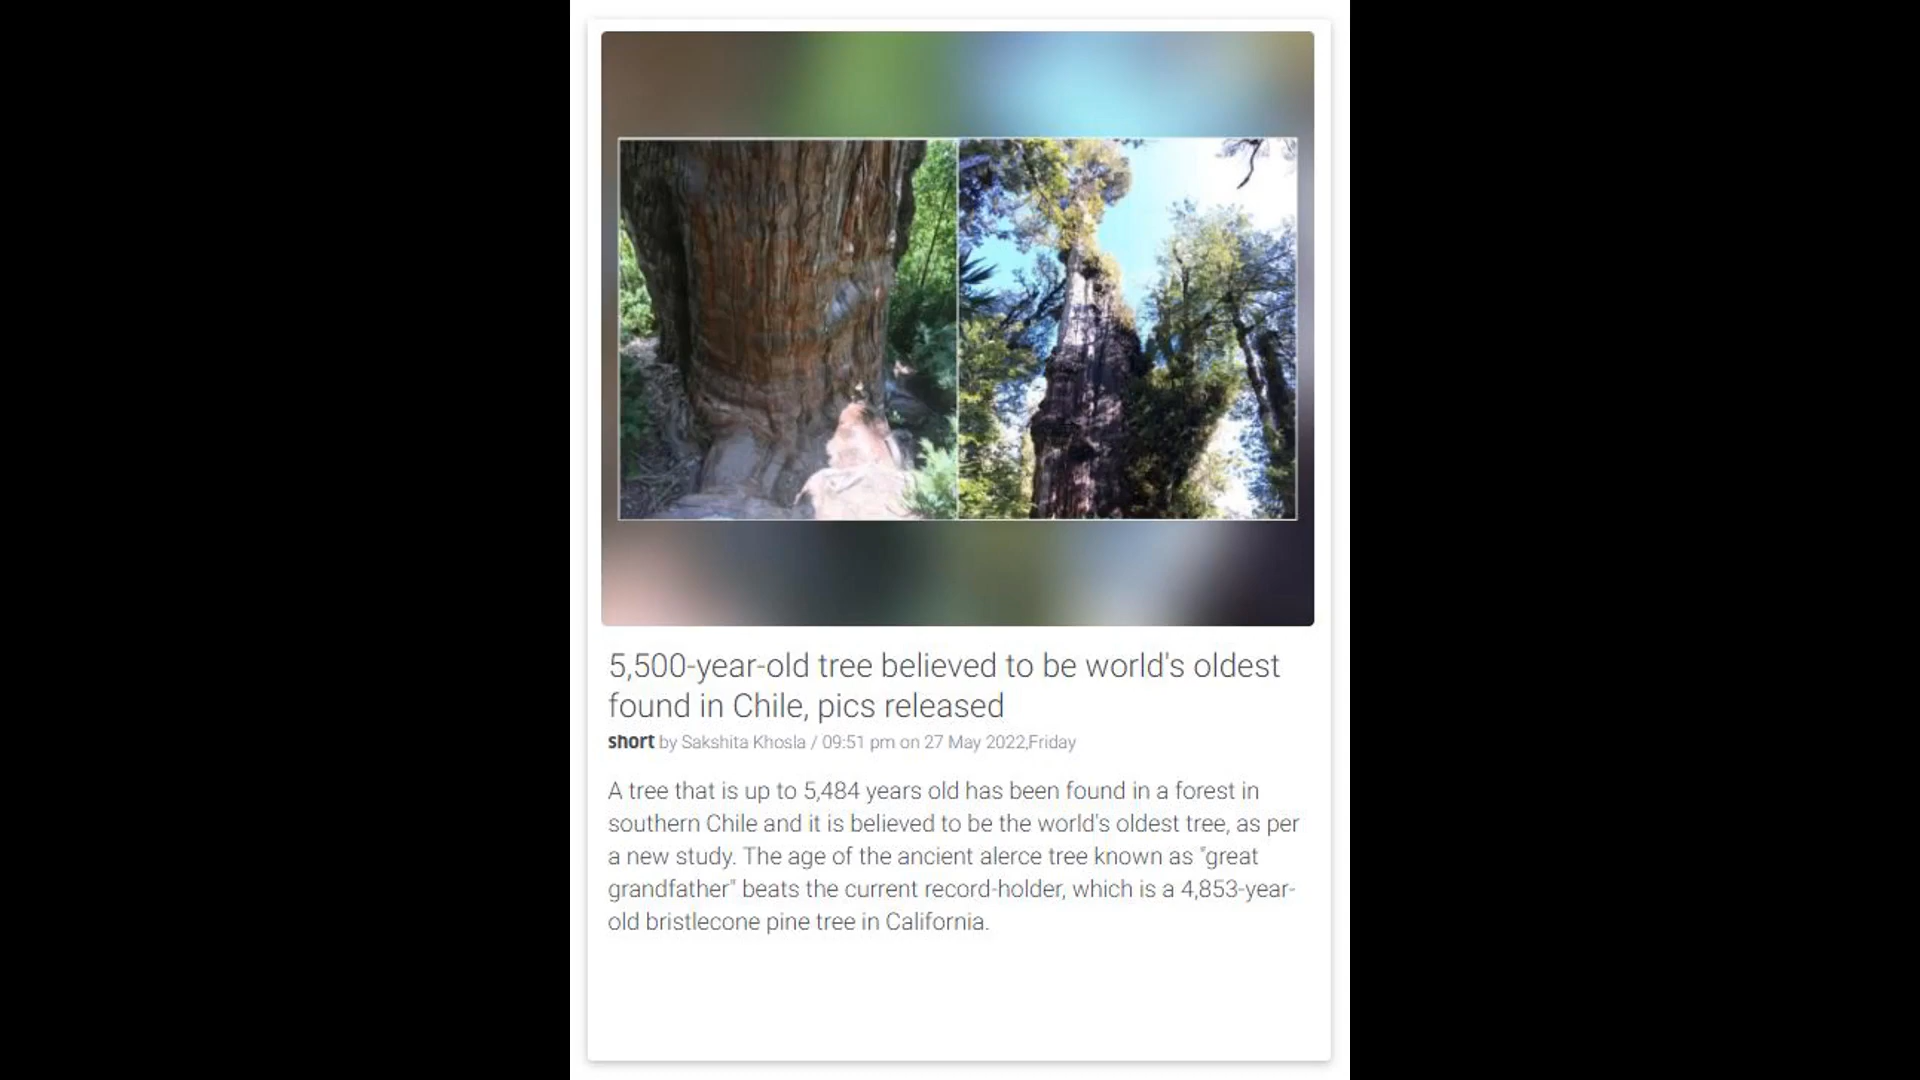 5,500-year-old tree believed to be world's oldest
found in Chile, pics released
short by Sakshita Khosla / 09:51 pm on 27 May 2022,Friday
A tree that is up to 5,484 years old has been found in a forest in
southern Chile and it is believed to be the world's oldest tree, as per
a new study. The age of the ancient alerce tree known as "great
grandfather" beats the current record-holder, which is a 4,853-year-
old bristlecone pine tree in California.